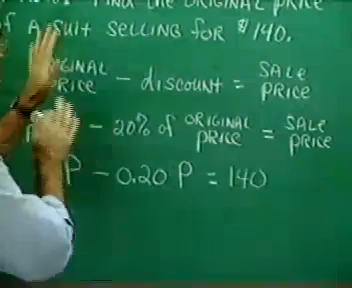 FIND THE ORIGINAL PRICE
of A SUIT SELLING FOR $140.
PRICE - DISCOUNT = SALE PRICE
- 20% of ORIGINAL PRICE = SALE PRICE
P - 0.20 P = 140